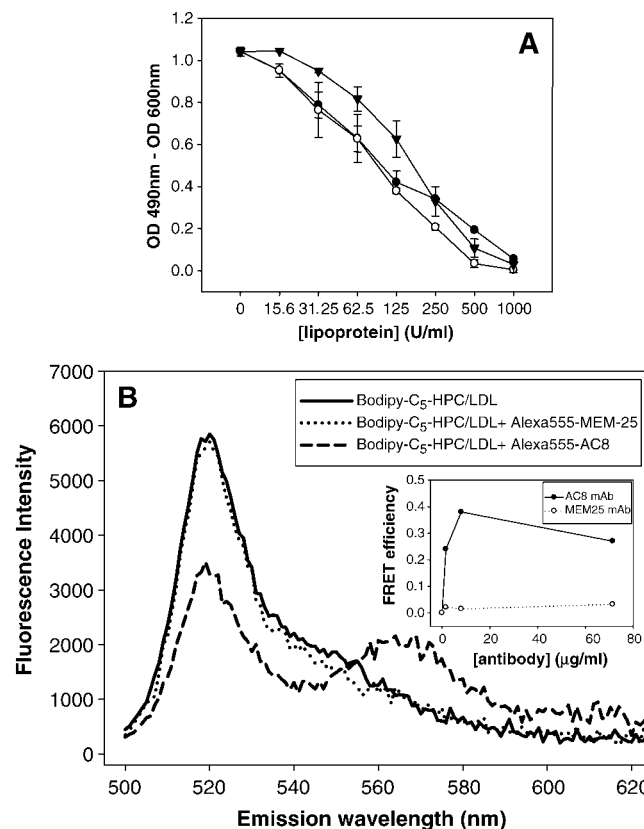 A
OD 490nm - OD 600nm
1.2
1.0
0.8
0.6
0.4
0.2
0.0
0 15.6 31.25 62.5 125 250 500 1000
[lipoprotein] (U/ml)
B
Fluorescence Intensity
7000
6000
5000
4000
3000
2000
1000
0
Bodipy-C5-HPC/LDL
Bodipy-C5-HPC/LDL+ Alexa555-MEM-25
Bodipy-C5-HPC/LDL+ Alexa555-AC8
FRET efficiency
0.5
0.4
0.3
0.2
0.1
0.0
AC8 mAb
MEM25 mAb
0 20 40 60 80
[antibody] (μg/ml)
500 520 540 560 580 600 620
Emission wavelength (nm)